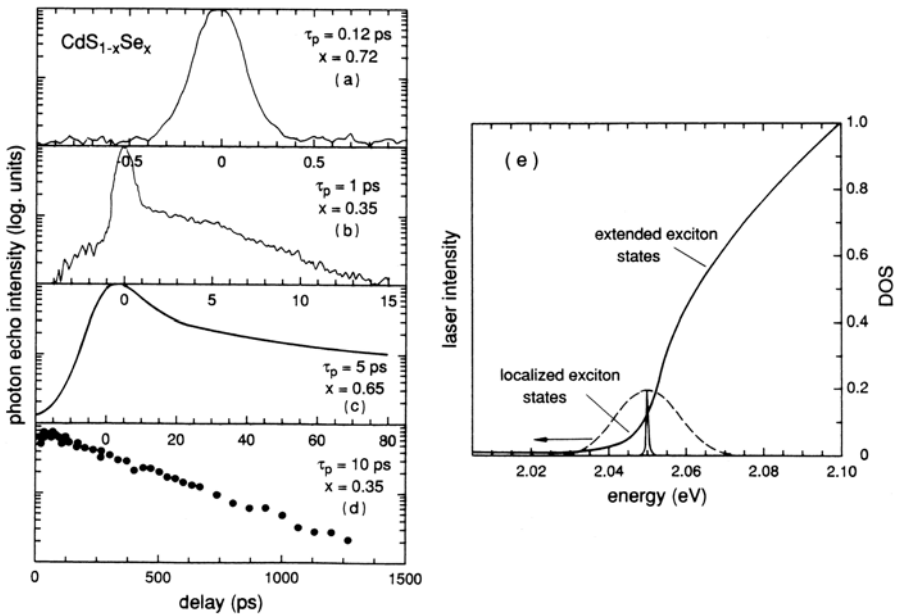 CdS1-xSex
τp = 0.12 ps
x = 0.72
(a)
-0.5 0 0.5
τp = 1 ps
x = 0.35
(b)
0 5 10 15
τp = 5 ps
x = 0.65
(c)
0 20 40 60 80
τp = 10 ps
x = 0.35
(d)
0 500 1000 1500
delay (ps)
photon echo intensity (log. units)
(e)
extended exciton
states
localized exciton
states
laser intensity
1.0
0.8
0.6
0.4
0.2
0
DOS
2.02 2.04 2.06 2.08 2.10
energy (eV)